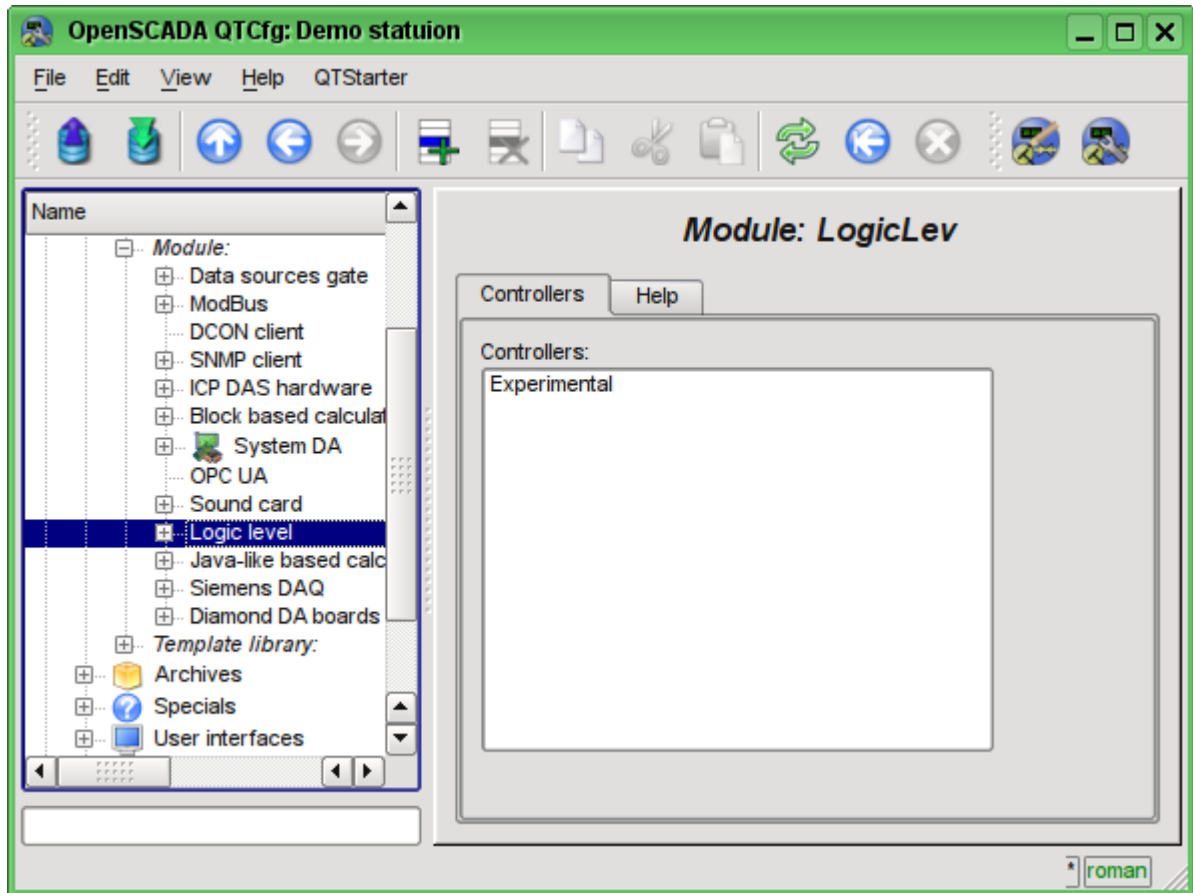 OpenSCADA QTCfg: Demo statuion
File Edit View Help QTStarter
Name
Module:
Data sources gate
ModBus
DCON client
SNMP client
ICP DAS hardware
Block based calculat
System DA
OPC UA
Sound card
Logic level
Java-like based calc
Siemens DAQ
Diamond DA boards
Template library:
Archives
Specials
User interfaces
Module: LogicLev
Controllers Help
Controllers:
Experimental
* roman